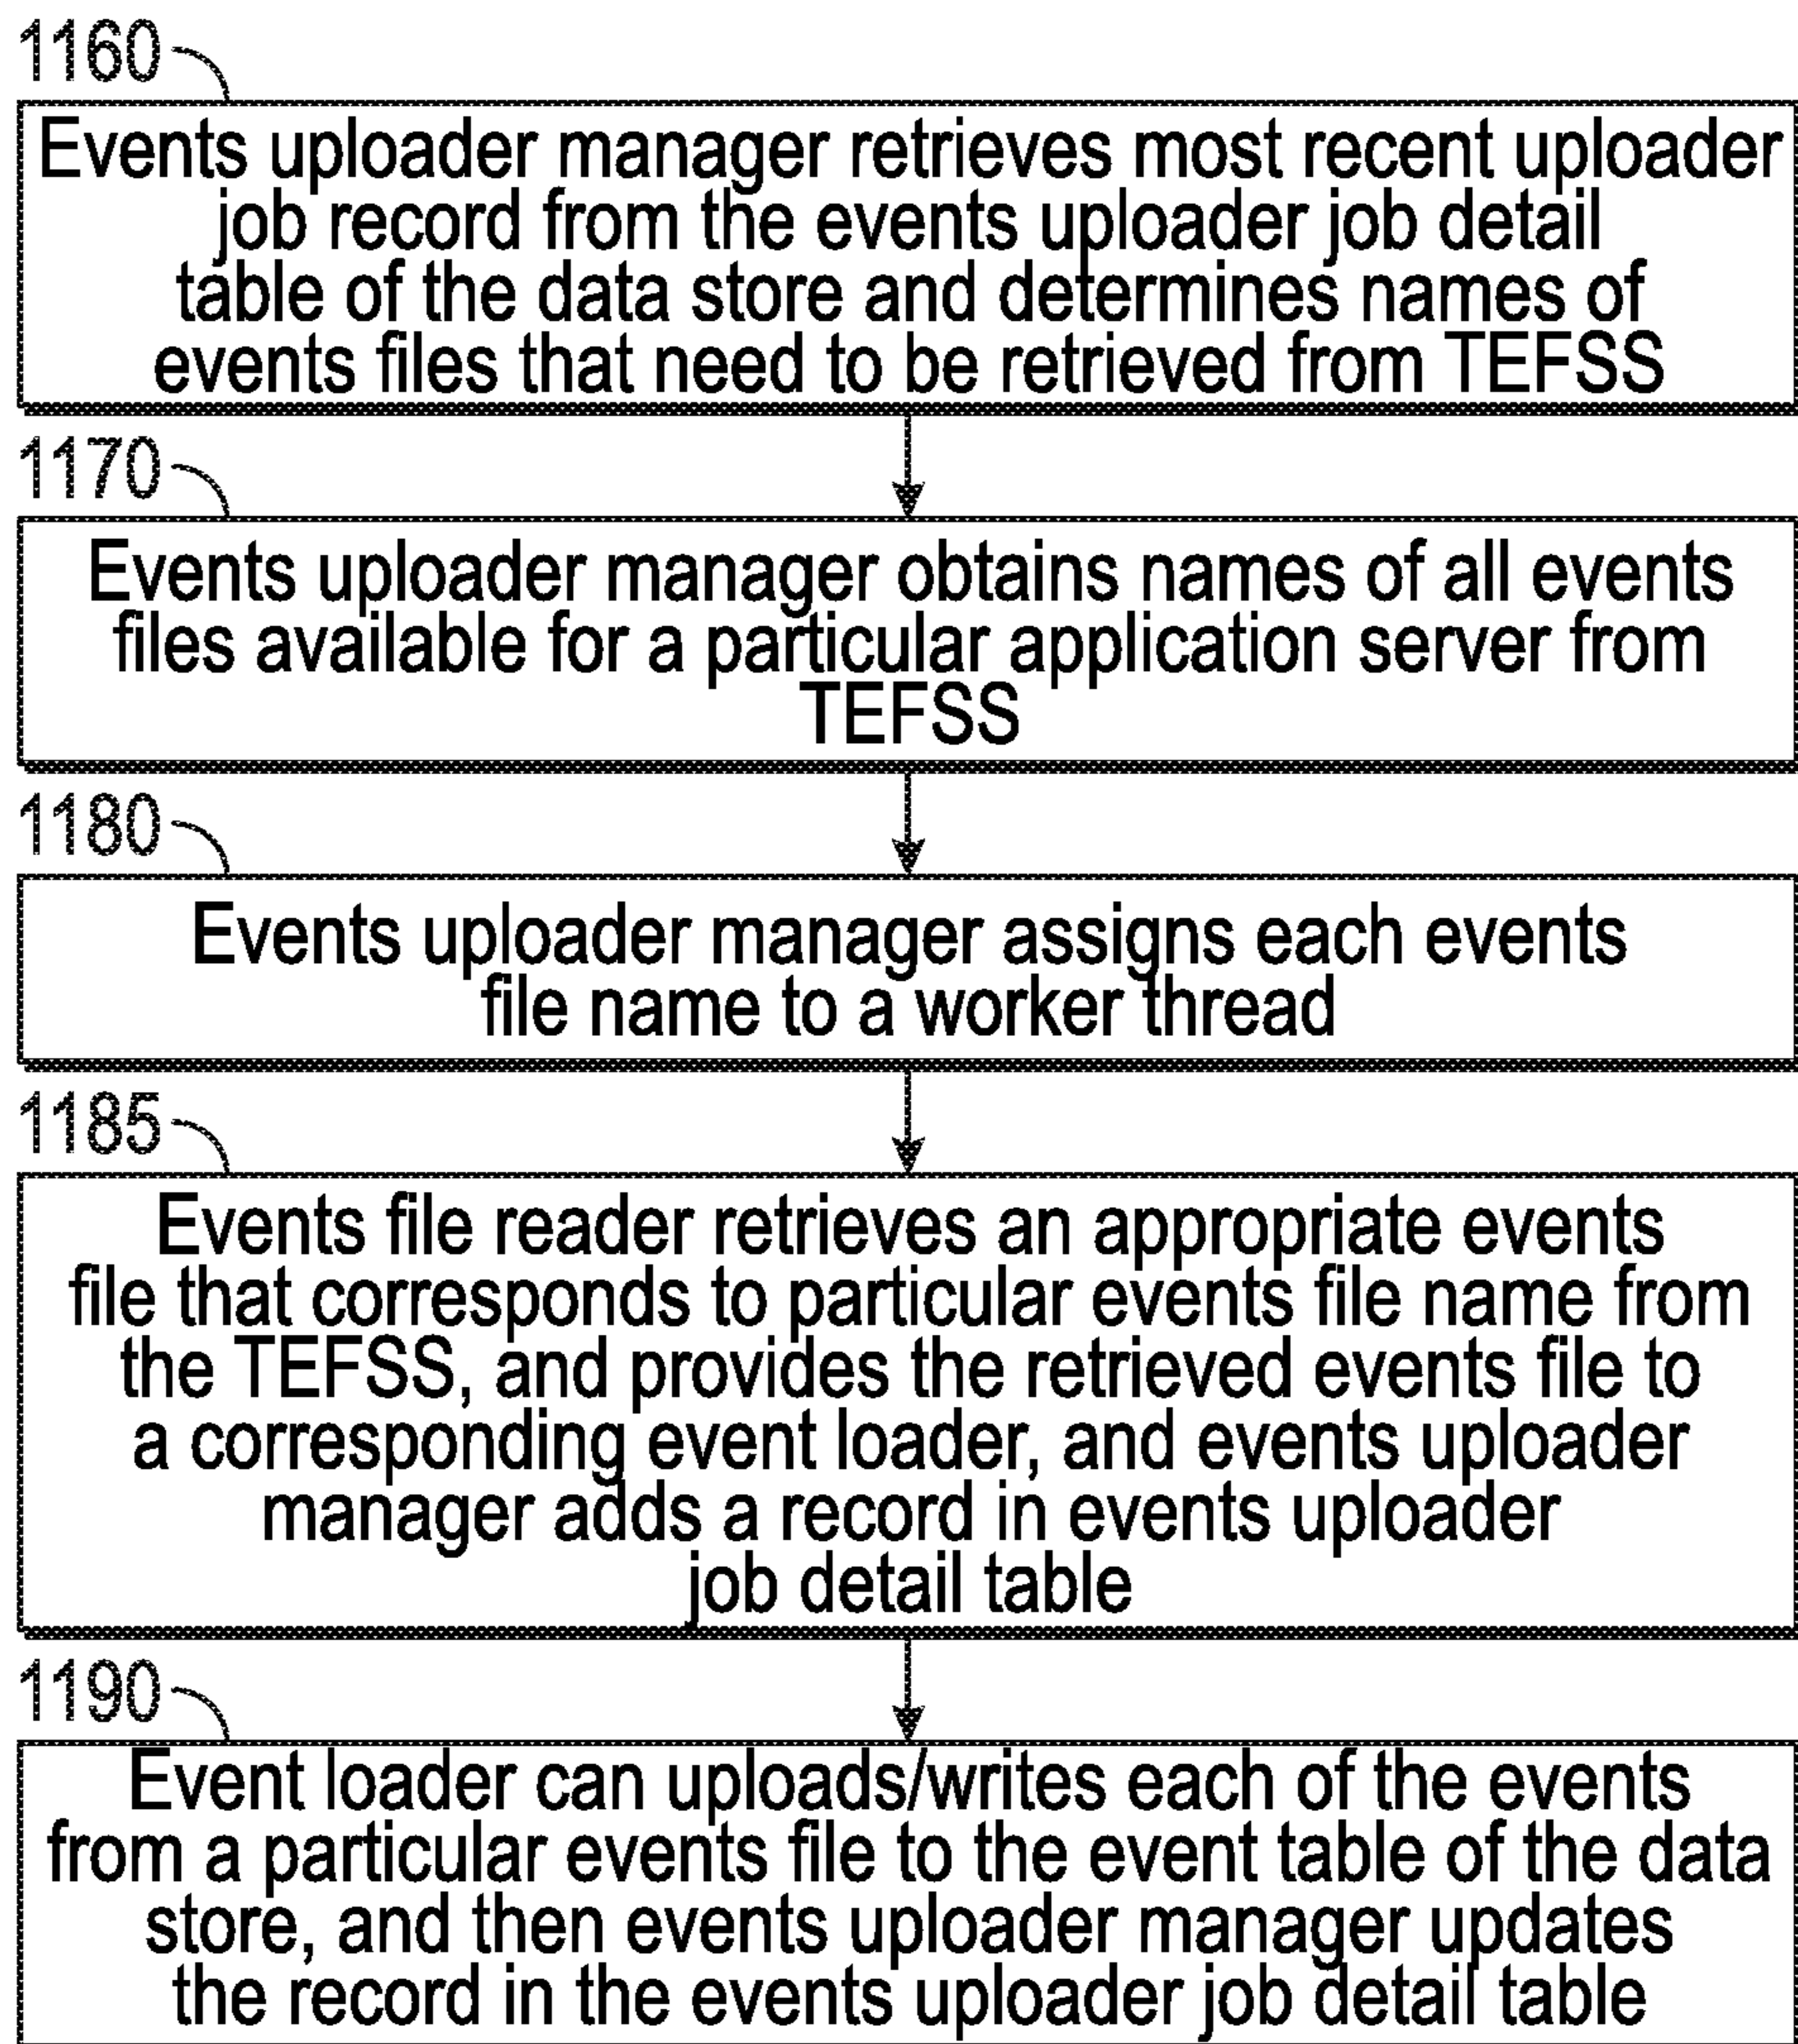 1160
Events uploader manager retrieves most recent uploader
job record from the events uploader job detail
table of the data store and determines names of
events files that need to be retrieved from TEFSS
1170
Events uploader manager obtains names of all events
files available for a particular application server from
TEFSS
1180
Events uploader manager assigns each events
file name to a worker thread
1185
Events file reader retrieves an appropriate events
file that corresponds to particular events file name from
the TEFSS, and provides the retrieved events file to
a corresponding event loader, and events uploader
manager adds a record in events uploader
job detail table
1190
Event loader can uploads/writes each of the events
from a particular events file to the event table of the data
store, and then events uploader manager updates
the record in the events uploader job detail table